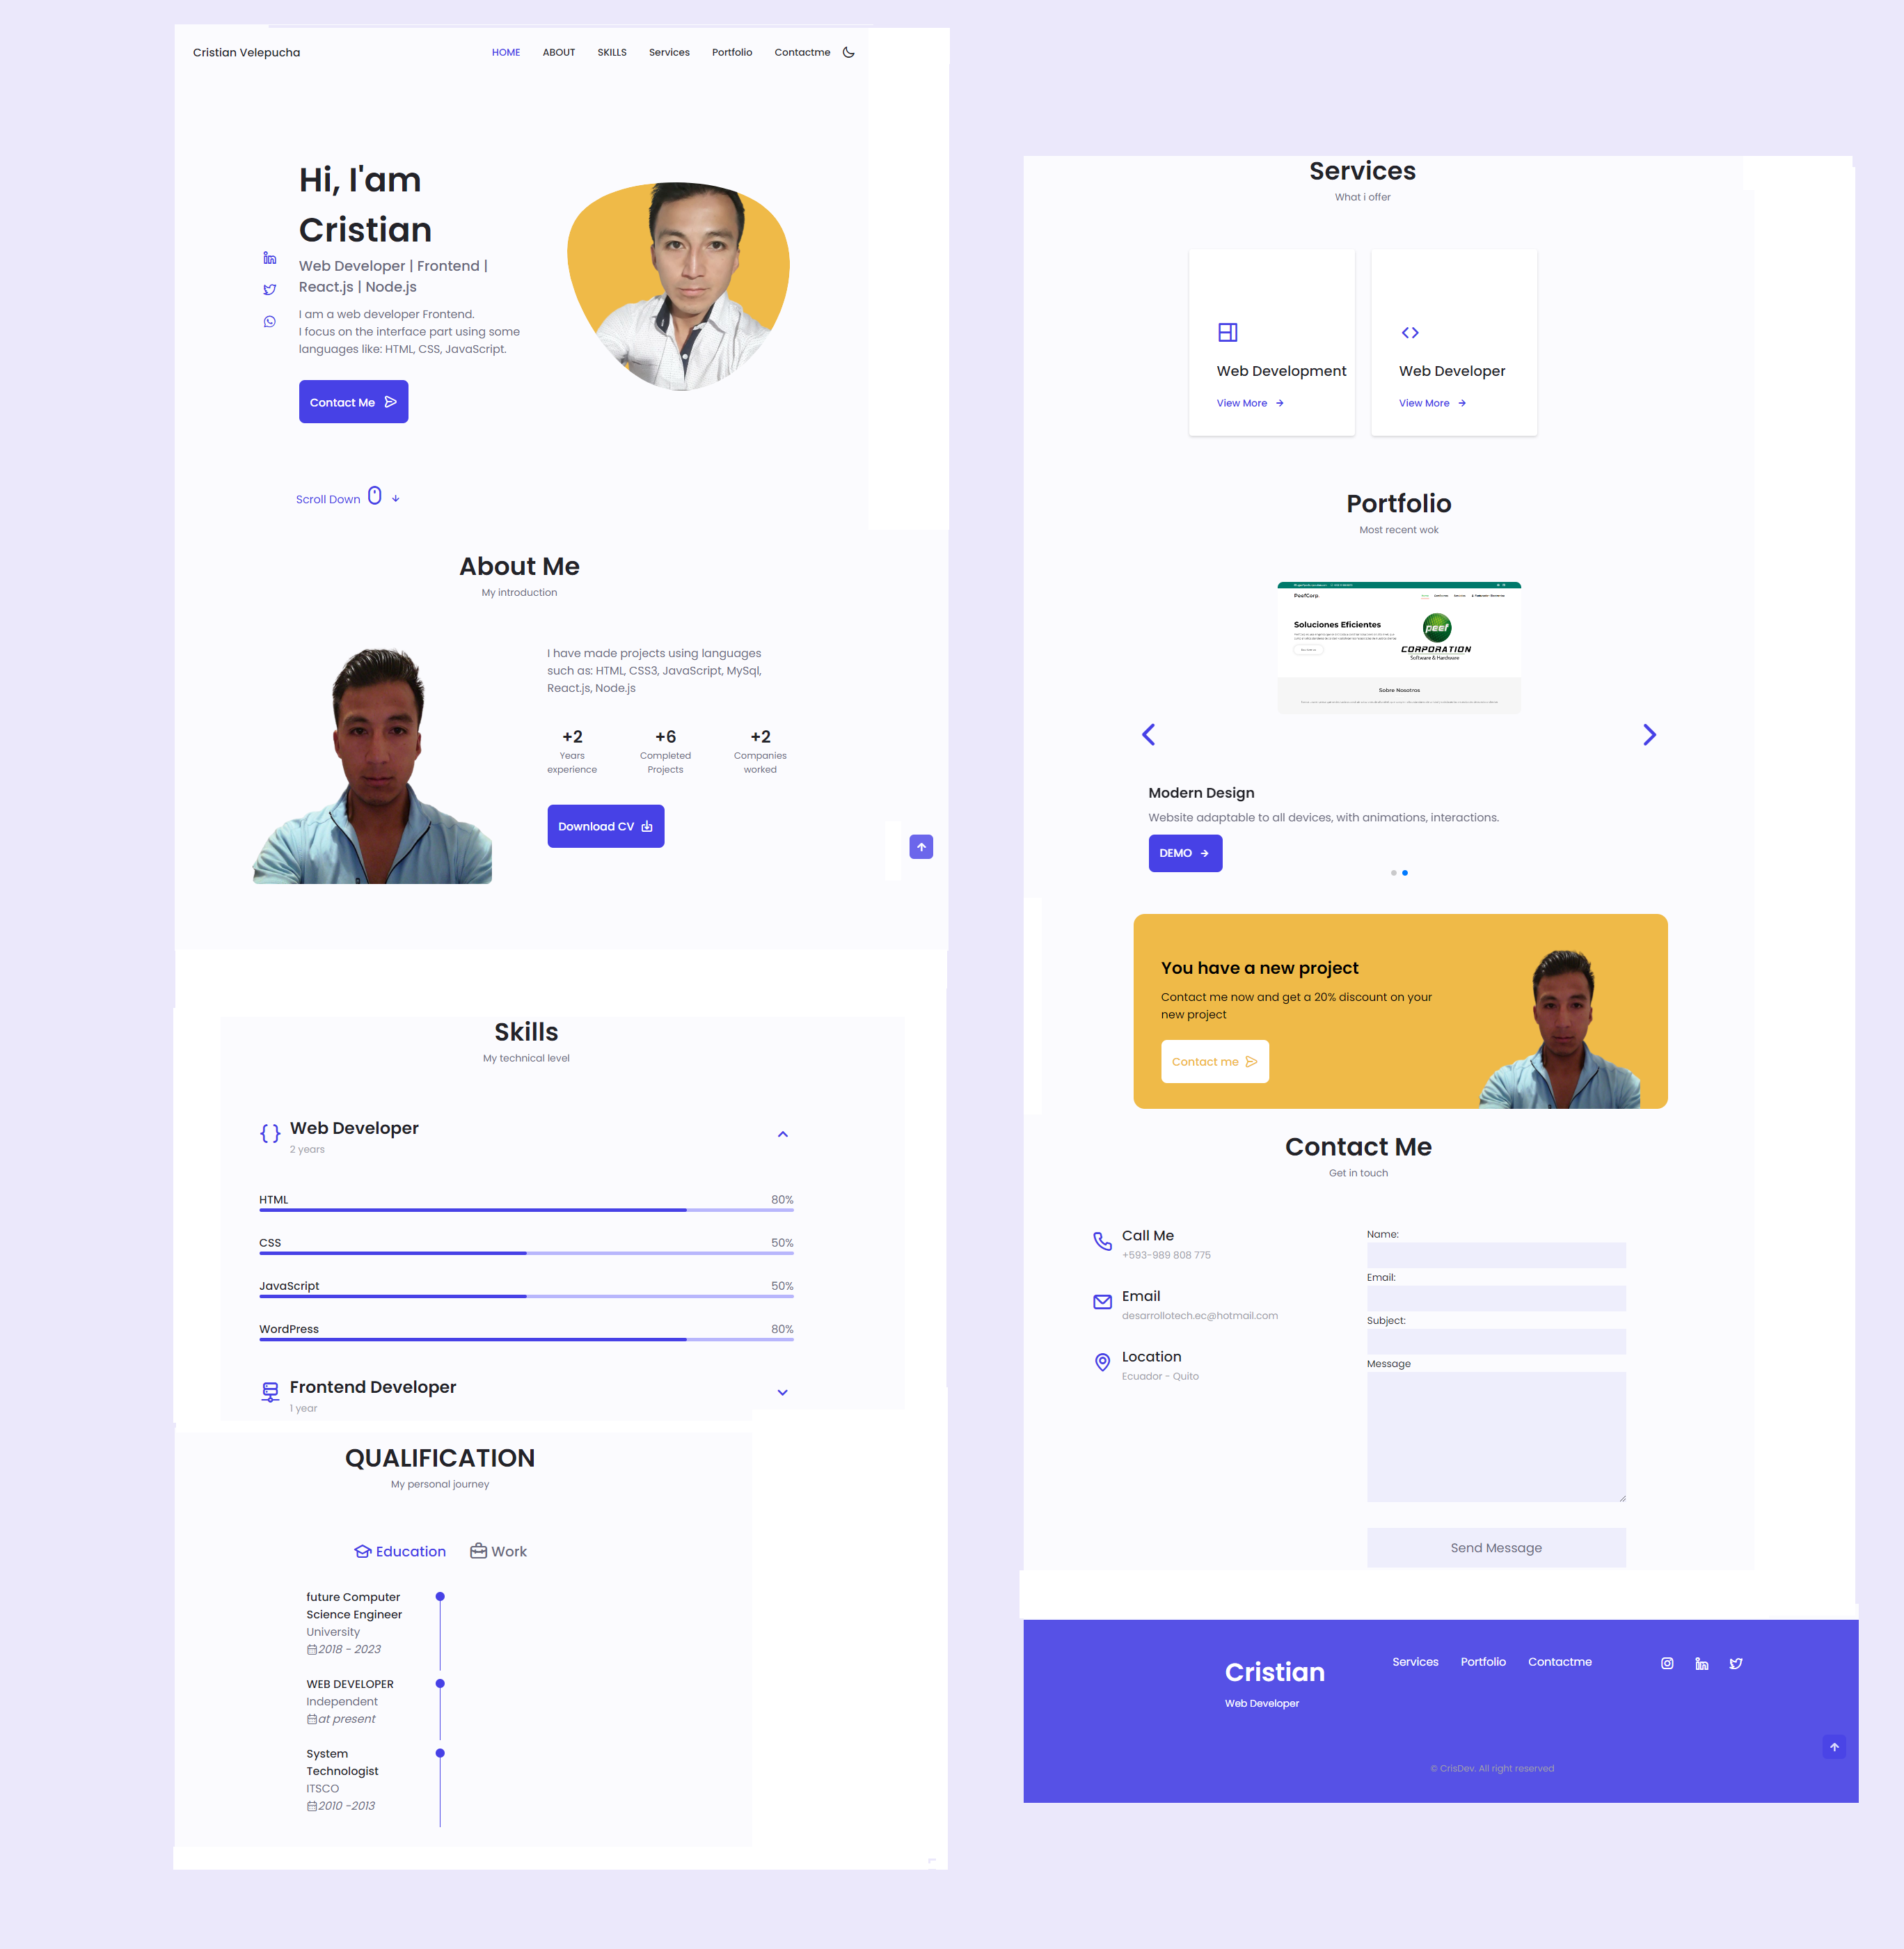 Cristian Velepucha
HOME ABOUT SKILLS Services Portfolio Contactme
Hi, I'am
Cristian
Web Developer | Frontend |
React.js | Node.js
I am a web developer Frontend.
I focus on the interface part using some
languages like: HTML, CSS, JavaScript.
Contact Me
Scroll Down
About Me
My introduction
I have made projects using languages
such as: HTML, CSS3, JavaScript, MySql,
React.js, Node.js
+2
Years
experience
+6
Completed
Projects
+2
Companies
worked
Download CV
Skills
My technical level
Web Developer
2 years
HTML 80%
CSS 50%
JavaScript 50%
WordPress 80%
Frontend Developer
1 year
QUALIFICATION
My personal journey
Education Work
future Computer
Science Engineer
University
2018 - 2023
WEB DEVELOPER
Independent
at present
System
Technologist
ITSCO
2010 -2013
Services
What i offer
Web Development
View More
Web Developer
View More
Portfolio
Most recent wok
PeefCorp.
Soluciones Eficientes
peef
CORPORATION
Software & Hardware
Sobre Nosotros
Modern Design
Website adaptable to all devices, with animations, interactions.
DEMO
You have a new project
Contact me now and get a 20% discount on your
new project
Contact me
Contact Me
Get in touch
Call Me
+593-989 808 775
Email
desarrollotech.ec@hotmail.com
Location
Ecuador - Quito
Name:
Email:
Subject:
Message
Send Message
Cristian
Web Developer
Services Portfolio Contactme
© CrisDev. All right reserved